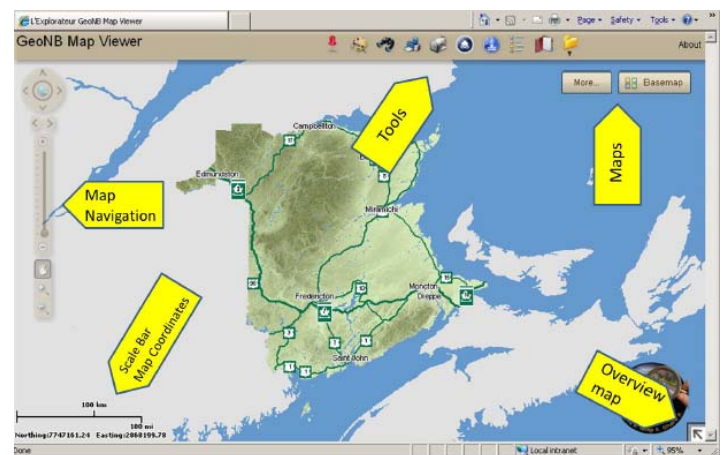 L'Explorateur GeoNB Map Viewer
Page
Safety
Tools
GeoNB Map Viewer
About
More...
Basemap
Tools
Maps
Campbellton
Edmundston
Map
Navigation
Miramichi
Scale Bar
Map Coordinates
Fredericton
Moncton
Dieppe
Saint John
Overview
map
100 km
100 mi
Northing:7747161.24 Easting:2868199.78
Done
Local intranet
95%